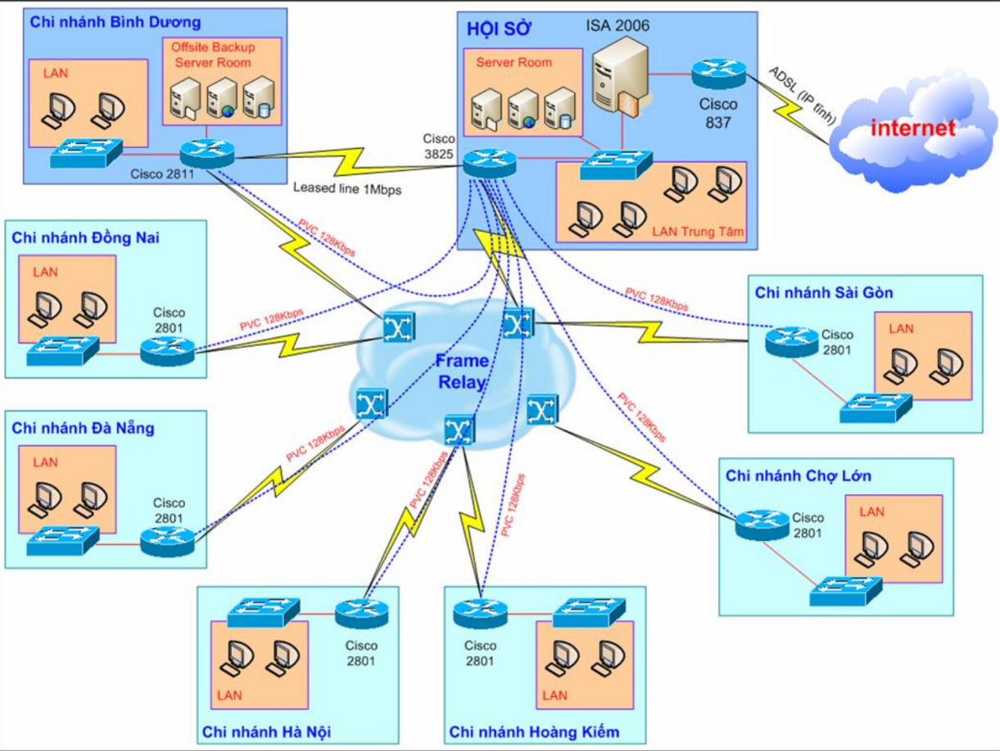 Chi nhánh Bình Dương
LAN
Offsite Backup
Server Room
Cisco 2811
HỘI SỞ
ISA 2006
Server Room
Cisco
837
ADSL (IP tĩnh)
internet
Cisco
3825
LAN Trung Tâm
Leased line 1Mbps
PVC 128Kbps
Chi nhánh Đồng Nai
LAN
Cisco
2801
PVC 128Kbps
Chi nhánh Sài Gòn
PVC 128Kbps
LAN
Cisco
2801
Frame
Relay
Chi nhánh Đà Nẵng
LAN
Cisco
2801
PVC 128Kbps
PVC 128Kbps
PVC 128Kbps
PVC 128Kbps
Chi nhánh Chợ Lớn
LAN
Cisco
2801
Cisco
2801
LAN
Chi nhánh Hà Nội
Cisco
2801
LAN
Chi nhánh Hoàng Kiếm